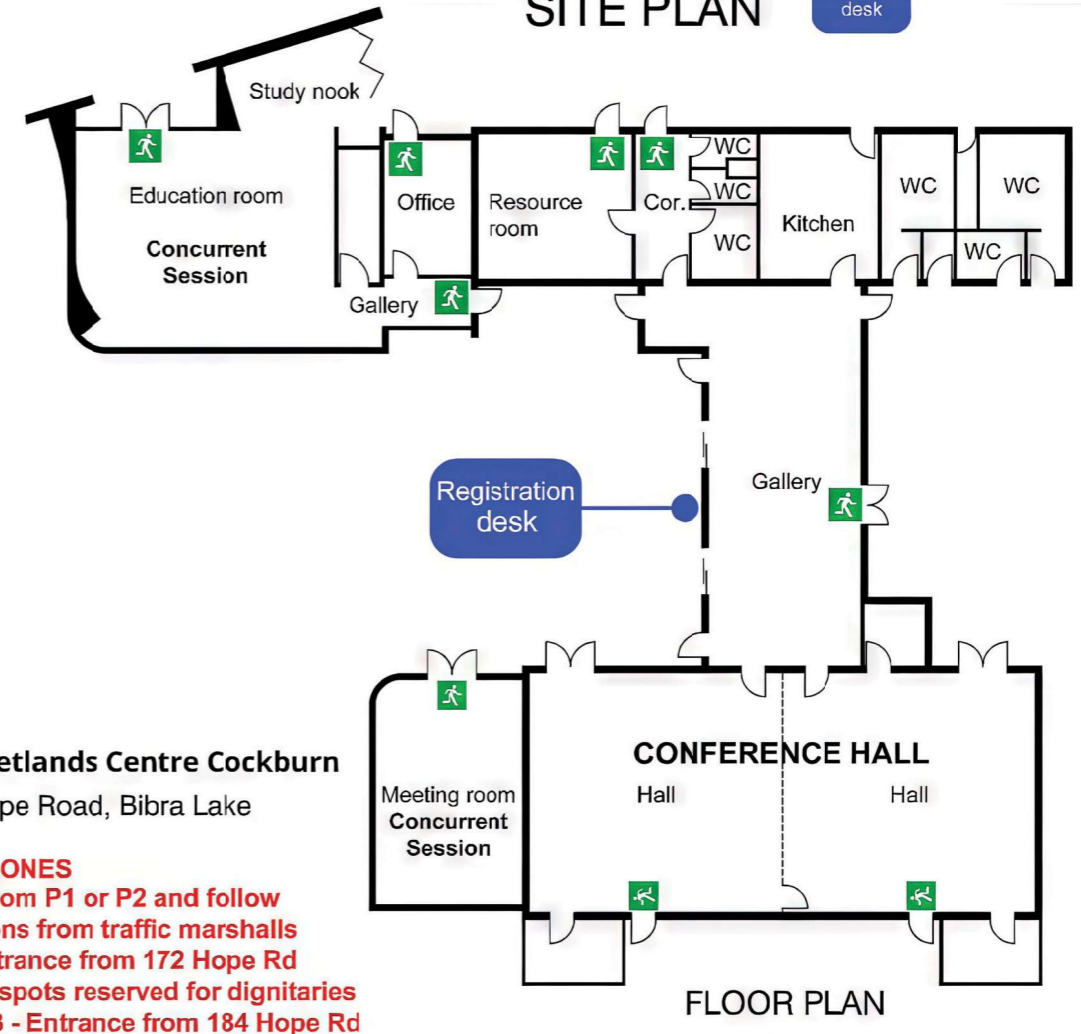 SITE PLAN
desk
Study nook
Education room
Concurrent
Session
Office
Resource
room
Cor.
WC
WC
WC
Kitchen
WC
WC
WC
Gallery
Registration
desk
Gallery
CONFERENCE HALL
Hall
Hall
Meeting room
Concurrent
Session
etlands Centre Cockburn
pe Road, Bibra Lake
ONES
om P1 or P2 and follow
ons from traffic marshalls
trance from 172 Hope Rd
spots reserved for dignitaries
3 - Entrance from 184 Hope Rd
FLOOR PLAN